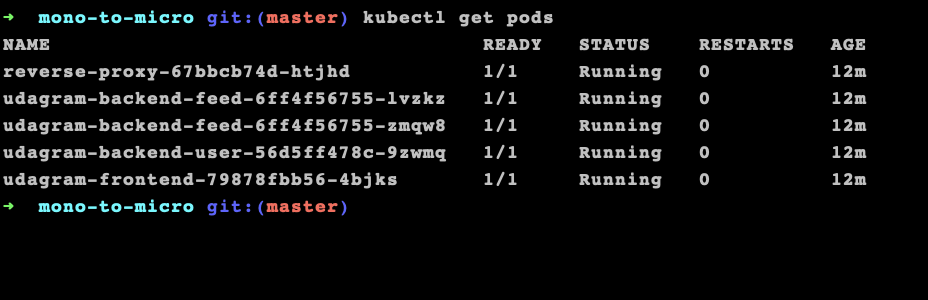 ➜  mono-to-micro git:(master) kubectl get pods
NAME                                     READY   STATUS    RESTARTS   AGE
reverse-proxy-67bbcb74d-htjhd            1/1     Running   0          12m
udagram-backend-feed-6ff4f56755-lvzkz    1/1     Running   0          12m
udagram-backend-feed-6ff4f56755-zmqw8    1/1     Running   0          12m
udagram-backend-user-56d5ff478c-9zwmq    1/1     Running   0          12m
udagram-frontend-79878fbb56-4bjks        1/1     Running   0          12m
➜  mono-to-micro git:(master)